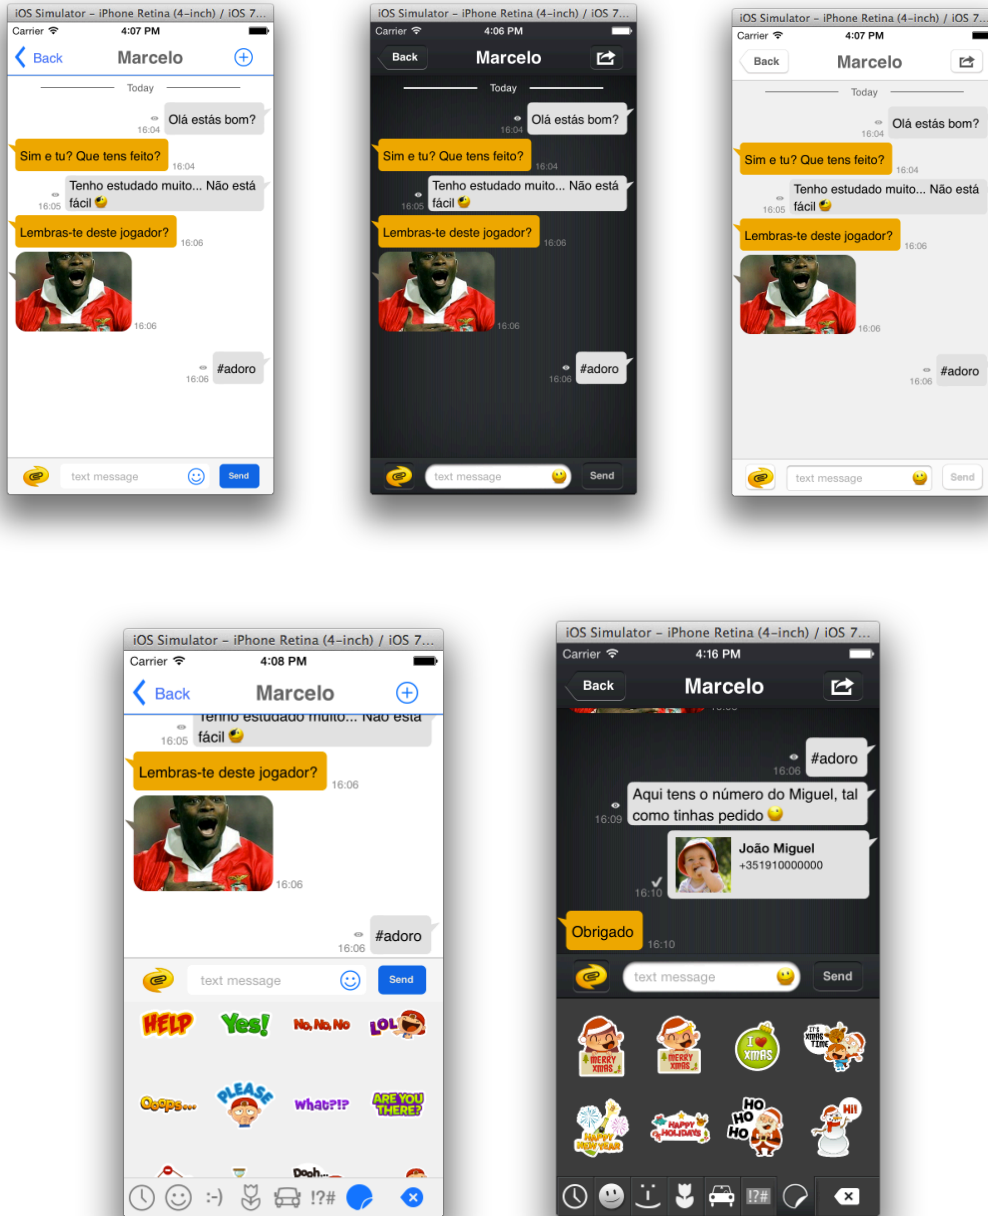 iOS Simulator – iPhone Retina (4-inch) / iOS 7...
Carrier 4:07 PM
Back Marcelo
Today
Olá estás bom?
16:04
Sim e tu? Que tens feito?
16:04
Tenho estudado muito... Não está
fácil
16:05
Lembras-te deste jogador?
16:06
16:06
#adoro
16:06
text message Send
iOS Simulator – iPhone Retina (4-inch) / iOS 7...
Carrier 4:06 PM
Back Marcelo
Today
Olá estás bom?
16:04
Sim e tu? Que tens feito?
16:04
Tenho estudado muito... Não está
fácil
16:05
Lembras-te deste jogador?
16:06
16:06
#adoro
16:06
text message Send
iOS Simulator – iPhone Retina (4-inch) / iOS 7...
Carrier 4:07 PM
Back Marcelo
Today
Olá estás bom?
16:04
Sim e tu? Que tens feito?
16:04
Tenho estudado muito... Não está
fácil
16:05
Lembras-te deste jogador?
16:06
16:06
#adoro
16:06
text message Send
iOS Simulator – iPhone Retina (4-inch) / iOS 7...
Carrier 4:08 PM
Back Marcelo
Tenho estudado muito... Não está
fácil
16:05
Lembras-te deste jogador?
16:06
16:06
#adoro
16:06
text message Send
HELP Yes! No, No, No LOL
Ooops... PLEASE What?!? ARE YOU
THERE?
Dooh...
:-) !?#
iOS Simulator – iPhone Retina (4-inch) / iOS 7...
Carrier 4:16 PM
Back Marcelo
#adoro
16:06
Aqui tens o número do Miguel, tal
como tinhas pedido
16:09
João Miguel
+351910000000
16:10
Obrigado
16:10
text message Send
MERRY
XMAS
MERRY
XMAS
I
XMAS
IT'S
XMAS
TIME
HAPPY
NEW YEAR
HAPPY
HOLIDAYS
HO
HO
HO
HI!
!?#